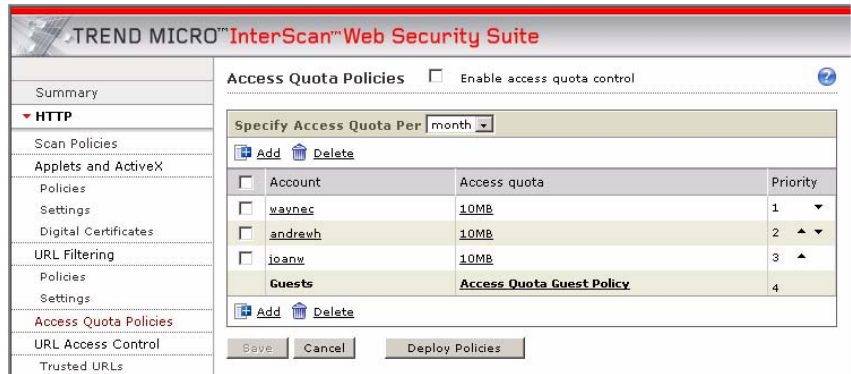 TREND MICRO™ InterScan™ Web Security Suite
Summary
HTTP
Scan Policies
Applets and ActiveX
Policies
Settings
Digital Certificates
URL Filtering
Policies
Settings
Access Quota Policies
URL Access Control
Trusted URLs
Access Quota Policies Enable access quota control ?
Specify Access Quota Per month
Add Delete
Account Access quota Priority
waynec 10MB 1
andrewh 10MB 2
joanw 10MB 3
Guests Access Quota Guest Policy 4
Add Delete
Save Cancel Deploy Policies